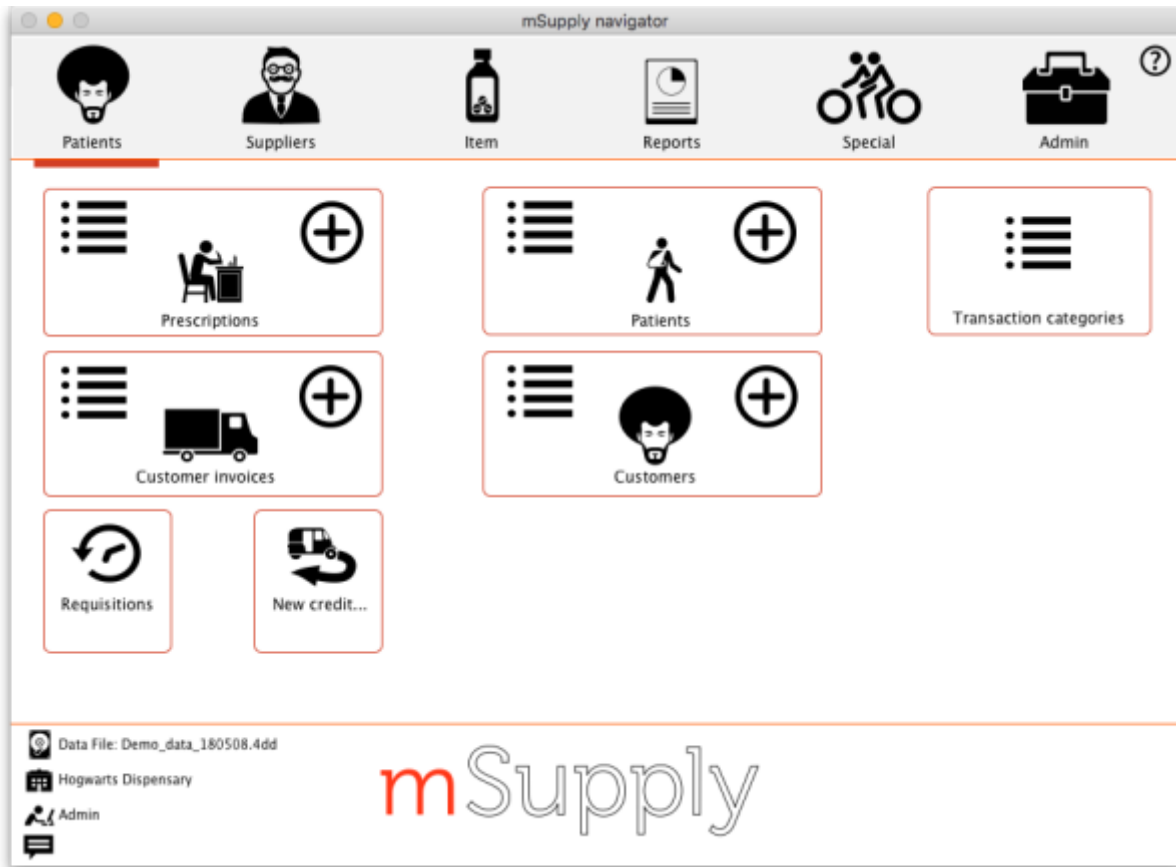 mSupply navigator
?
Patients Suppliers Item Reports Special Admin
Prescriptions Patients Transaction categories
Customer invoices Customers
Requisitions New credit...
Data File: Demo_data_180508.4dd
Hogwarts Dispensary
Admin
mSupply